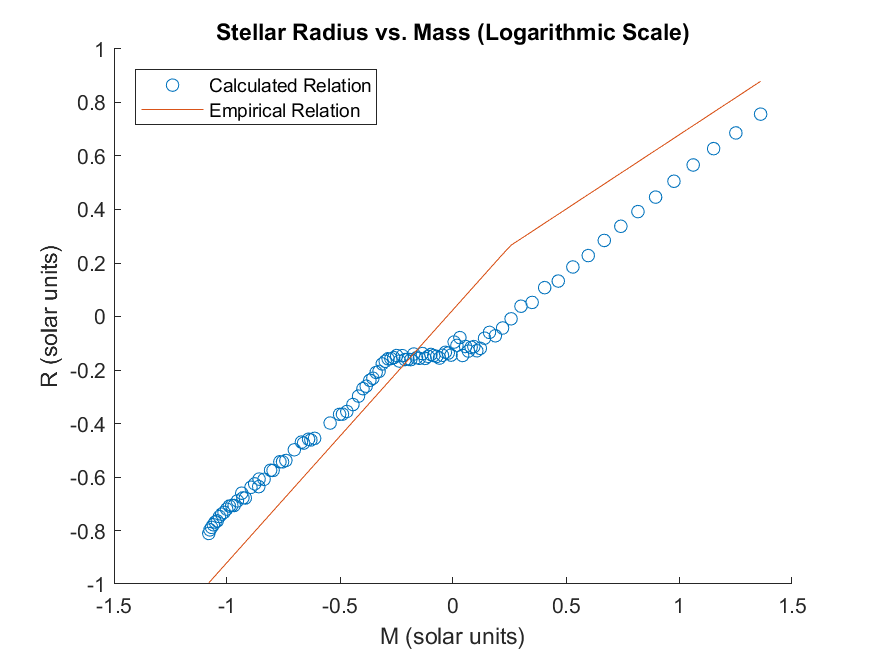 Stellar Radius vs. Mass (Logarithmic Scale)
1
Calculated Relation
Empirical Relation
0.8
0.6
0.4
0.2
0
-0.2
-0.4
-0.6
-0.8
-1
R (solar units)
-1.5 -1 -0.5 0 0.5 1 1.5
M (solar units)